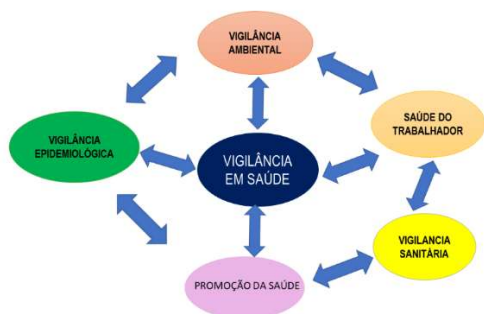 VIGILÂNCIA
AMBIENTAL
SAÚDE DO
TRABALHADOR
VIGILÂNCIA
EPIDEMIOLÓGICA
VIGILÂNCIA
EM SAÚDE
VIGILANCIA
SANITÁRIA
PROMOÇÃO DA SAÚDE